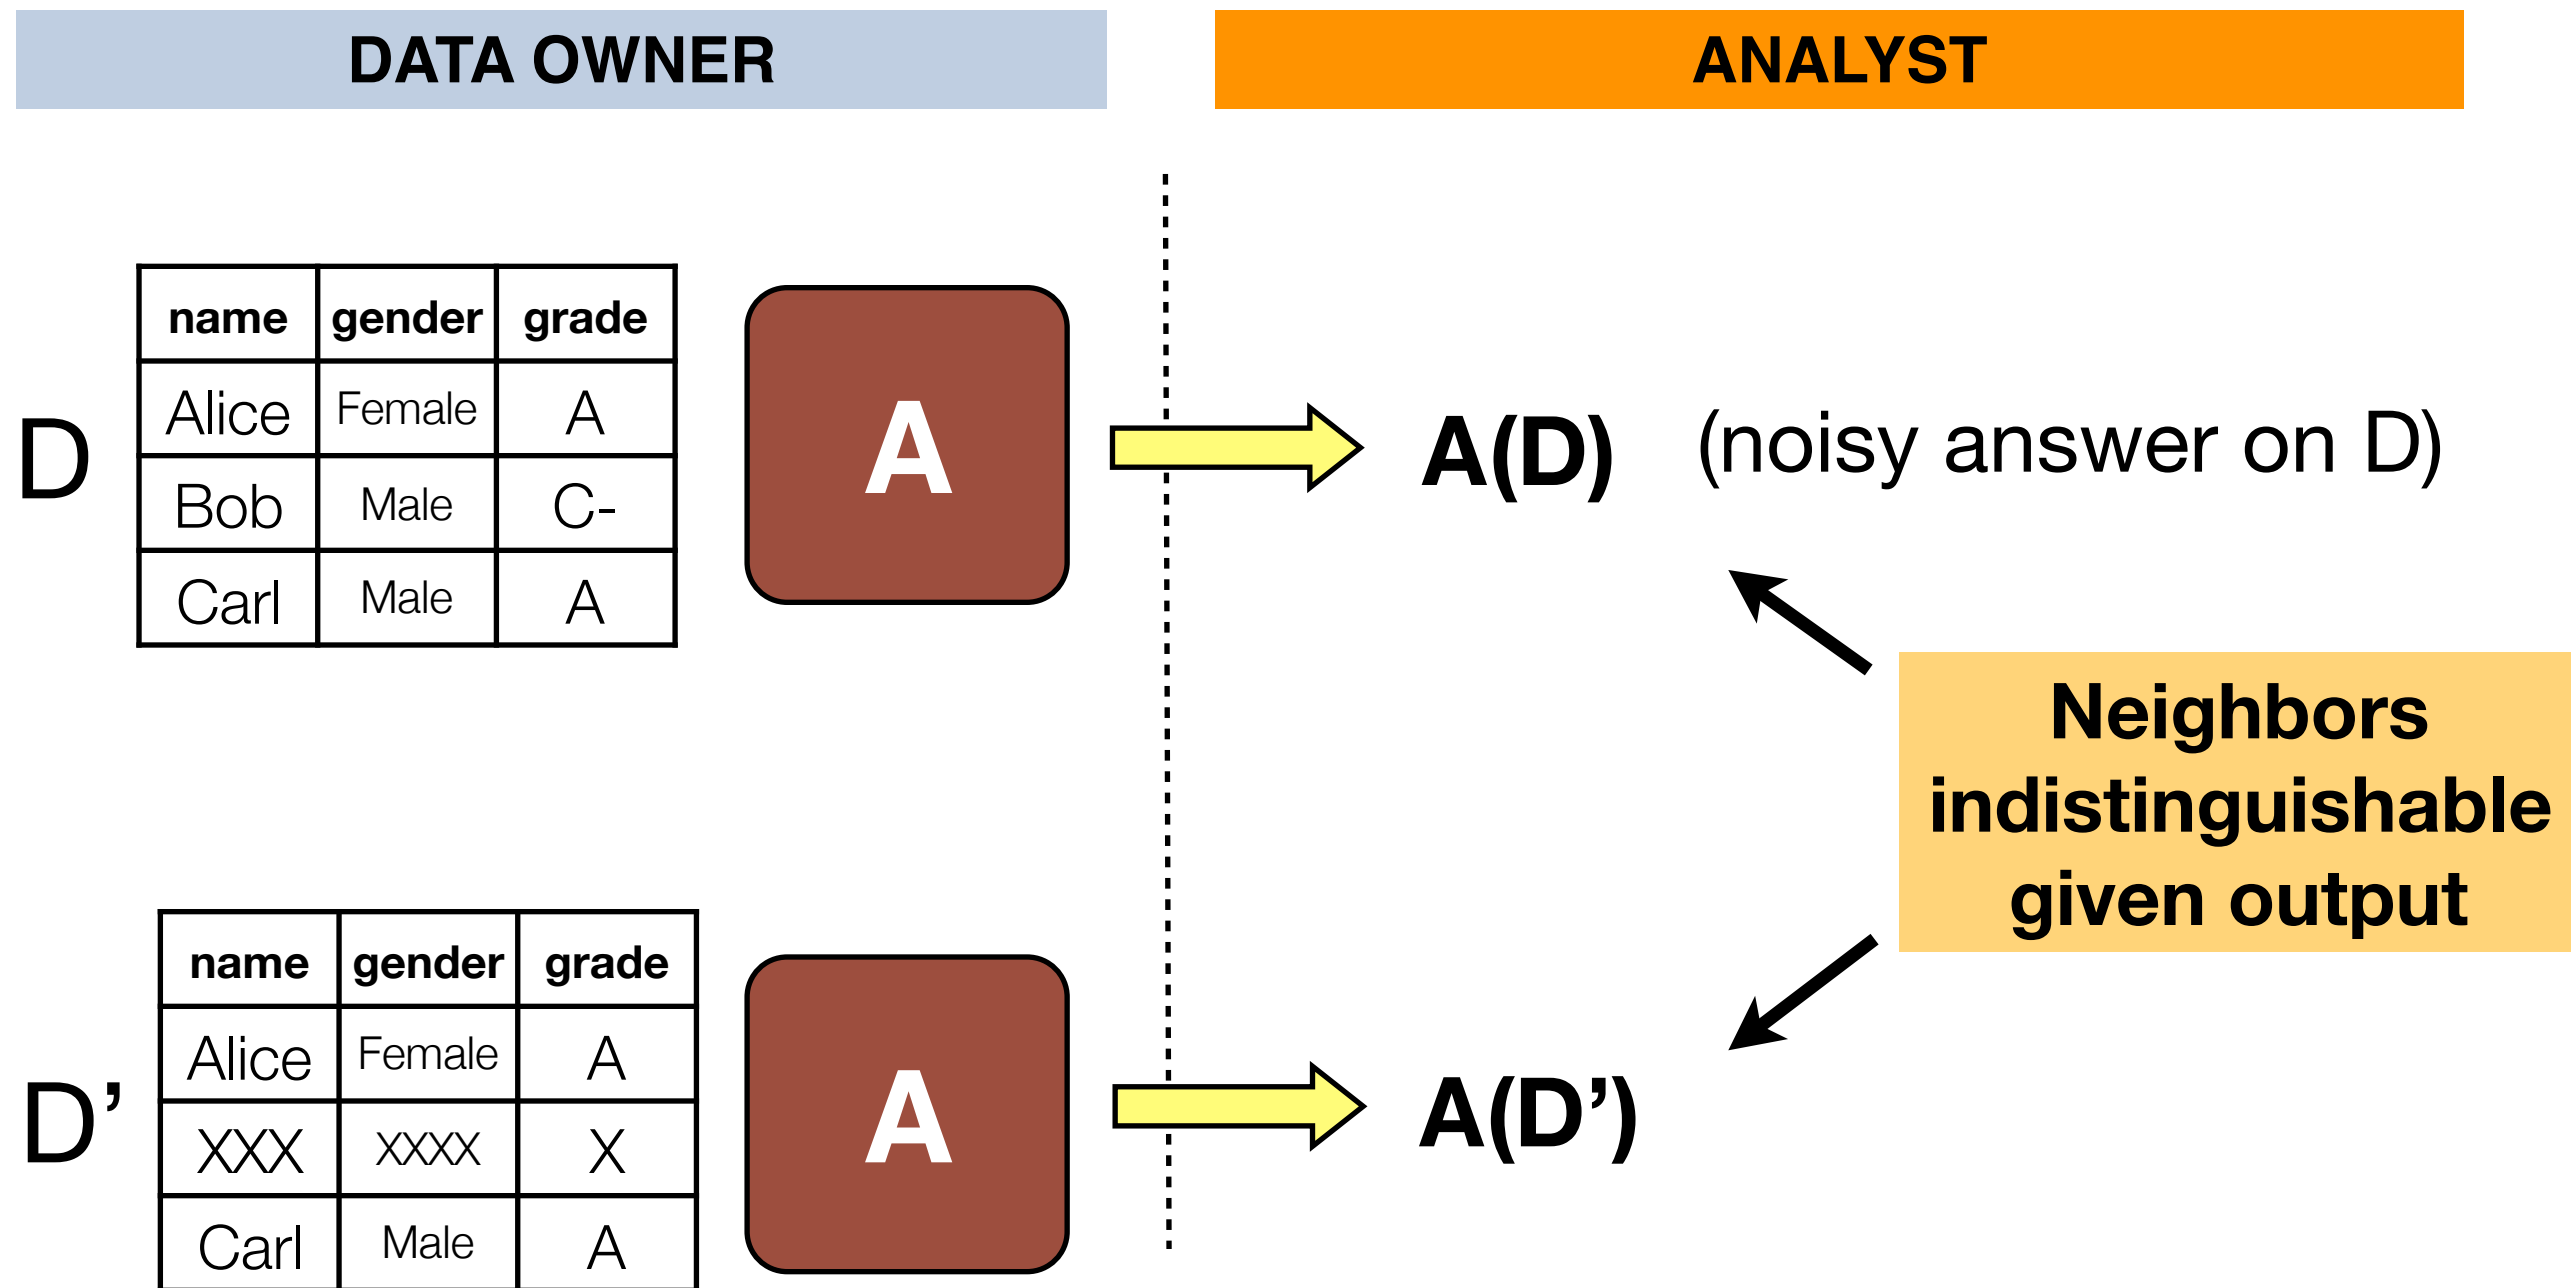 DATA OWNER
ANALYST
D
name gender grade
Alice Female A
Bob Male C-
Carl Male A
A
A(D) (noisy answer on D)
Neighbors
indistinguishable
given output
D’
name gender grade
Alice Female A
XXX XXXX X
Carl Male A
A
A(D’)